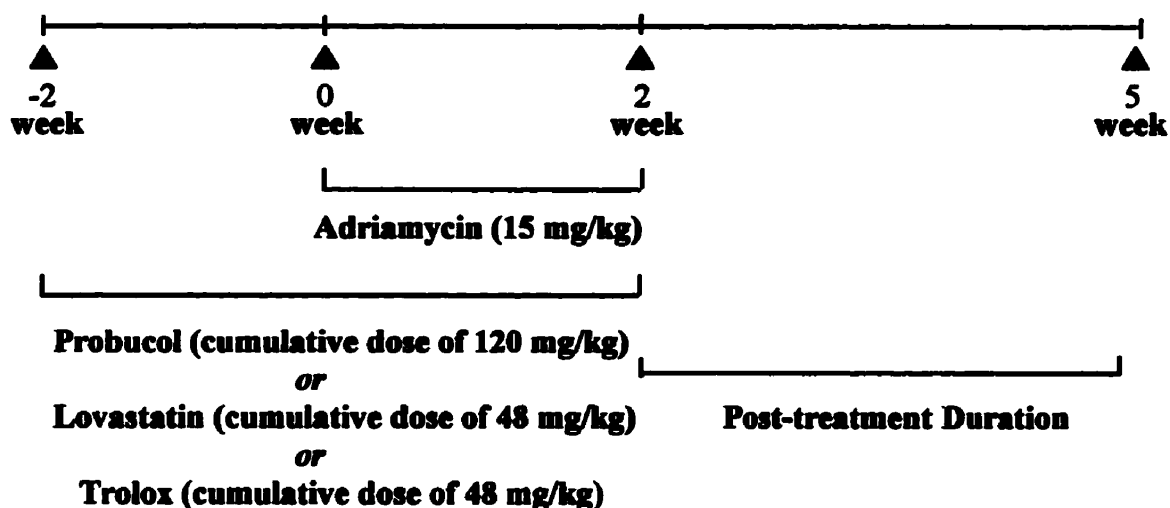 -2 0 2 5
week week week week
Adriamycin (15 mg/kg)
Probucol (cumulative dose of 120 mg/kg)
or
Lovastatin (cumulative dose of 48 mg/kg)
or
Trolox (cumulative dose of 48 mg/kg)
Post-treatment Duration